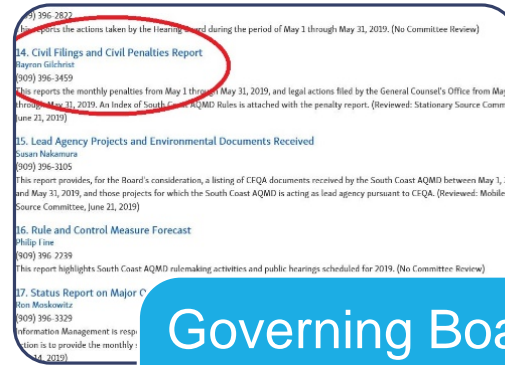 (909) 396-2822
This reports the actions taken by the Hearing Board during the period of May 1 through May 31, 2019. (No Committee Review)
14. Civil Filings and Civil Penalties Report
Bayron Gilchrist
(909) 396-3459
This reports the monthly penalties from May 1 through May 31, 2019, and legal actions filed by the General Counsel's Office from May
through May 31, 2019. An Index of South Coast AQMD Rules is attached with the penalty report. (Reviewed: Stationary Source Comm
June 21, 2019)
15. Lead Agency Projects and Environmental Documents Received
Susan Nakamura
(909) 396-3105
This report provides, for the Board's consideration, a listing of CEQA documents received by the South Coast AQMD between May 1,
and May 31, 2019, and those projects for which the South Coast AQMD is acting as lead agency pursuant to CEQA. (Reviewed: Mobile
Source Committee, June 21, 2019)
16. Rule and Control Measure Forecast
Philip Fine
(909) 396 2239
This report highlights South Coast AQMD rulemaking activities and public hearings scheduled for 2019. (No Committee Review)
17. Status Report on Major
Ron Moskowitz
(909) 396-3329
Information Management is resp
action is to provide the monthly
14, 2019)
Governing Boa